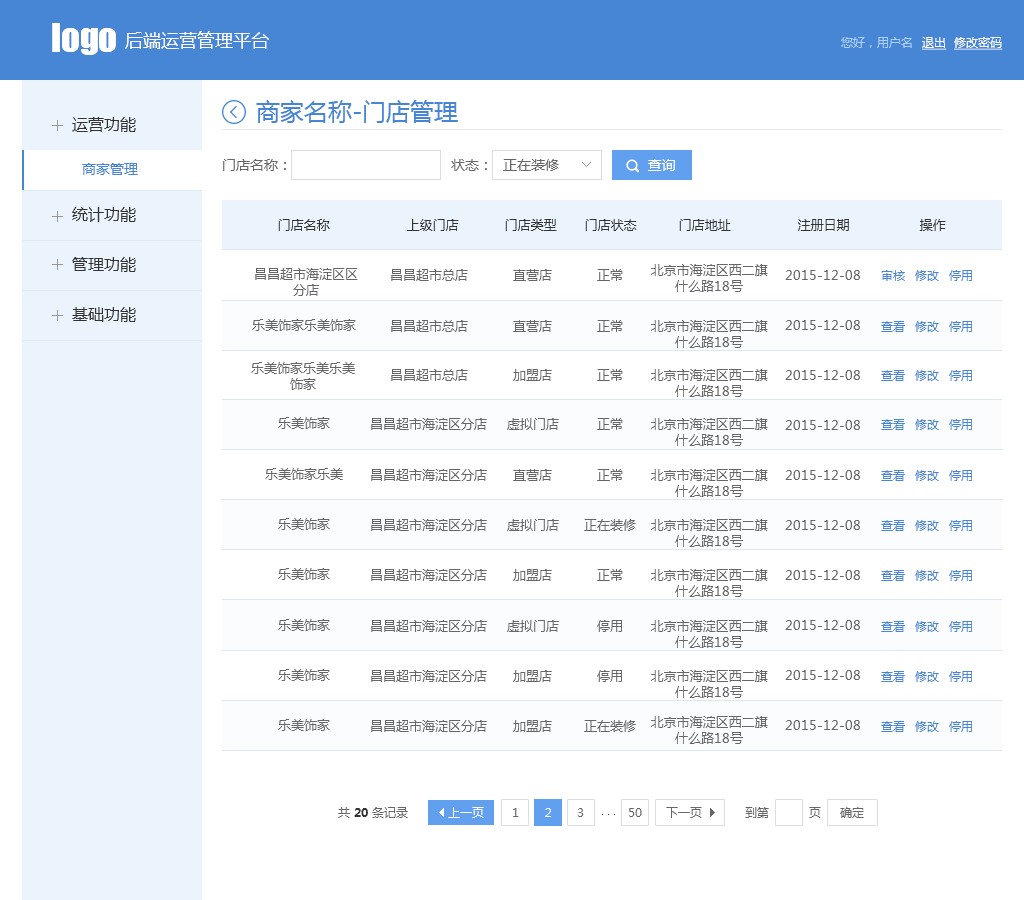 logo 后端运营管理平台
您好，用户名 退出 修改密码
运营功能
商家管理
统计功能
管理功能
基础功能
商家名称-门店管理
门店名称： 状态： 正在装修 查询
门店名称 上级门店 门店类型 门店状态 门店地址 注册日期 操作
昌昌超市海淀区区分店 昌昌超市总店 直营店 正常 北京市海淀区西二旗什么路18号 2015-12-08 审核 修改 停用
乐美饰家乐美饰家 昌昌超市总店 直营店 正常 北京市海淀区西二旗什么路18号 2015-12-08 查看 修改 停用
乐美饰家乐美乐美饰家 昌昌超市总店 加盟店 正常 北京市海淀区西二旗什么路18号 2015-12-08 查看 修改 停用
乐美饰家 昌昌超市海淀区分店 虚拟门店 正常 北京市海淀区西二旗什么路18号 2015-12-08 查看 修改 停用
乐美饰家乐美 昌昌超市海淀区分店 直营店 正常 北京市海淀区西二旗什么路18号 2015-12-08 查看 修改 停用
乐美饰家 昌昌超市海淀区分店 虚拟门店 正在装修 北京市海淀区西二旗什么路18号 2015-12-08 查看 修改 停用
乐美饰家 昌昌超市海淀区分店 加盟店 正常 北京市海淀区西二旗什么路18号 2015-12-08 查看 修改 停用
乐美饰家 昌昌超市海淀区分店 虚拟门店 停用 北京市海淀区西二旗什么路18号 2015-12-08 查看 修改 停用
乐美饰家 昌昌超市海淀区分店 加盟店 停用 北京市海淀区西二旗什么路18号 2015-12-08 查看 修改 停用
乐美饰家 昌昌超市海淀区分店 加盟店 正在装修 北京市海淀区西二旗什么路18号 2015-12-08 查看 修改 停用
共 20 条记录 上一页 1 2 3 ... 50 下一页 到第 页 确定